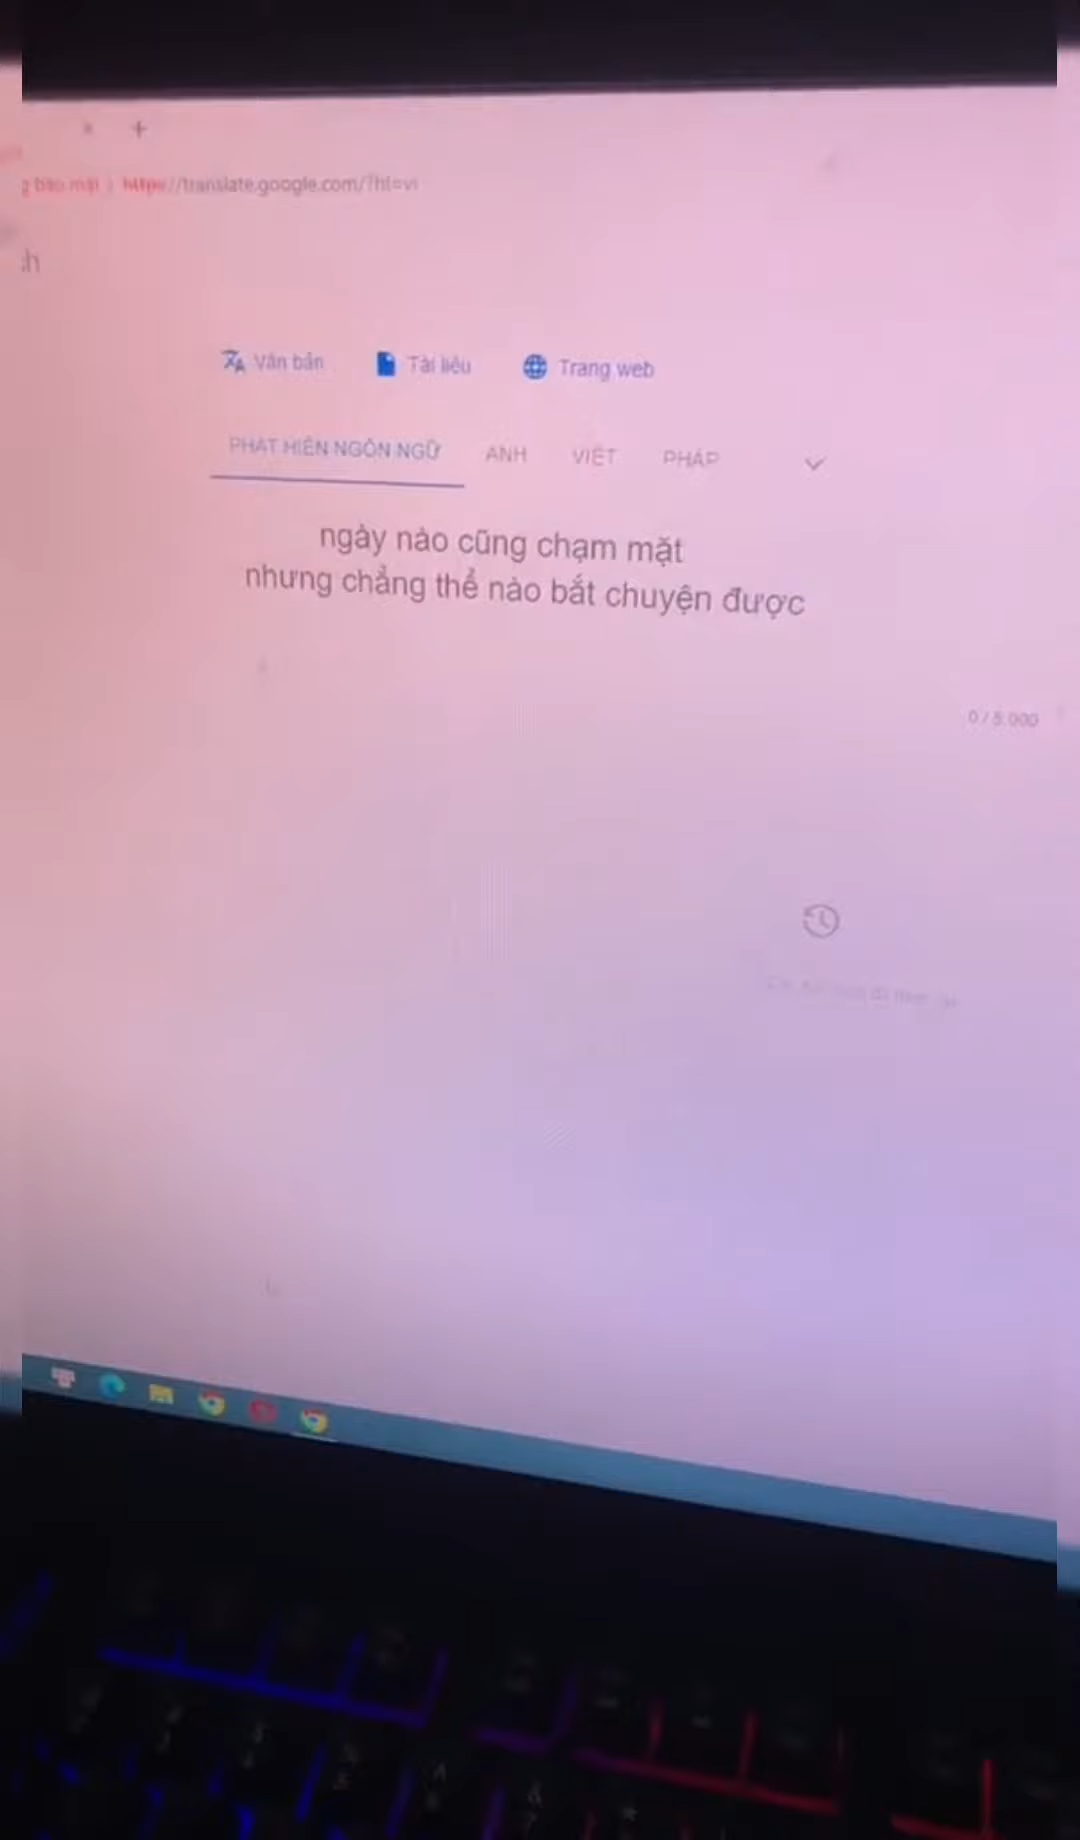 https://translate.google.com/?hl=vi
Văn bản Tài liệu Trang web
PHÁT HIỆN NGÔN NGỮ ANH VIỆT PHÁP
ngày nào cũng chạm mặt
nhưng chẳng thể nào bắt chuyện được
0 / 5.000